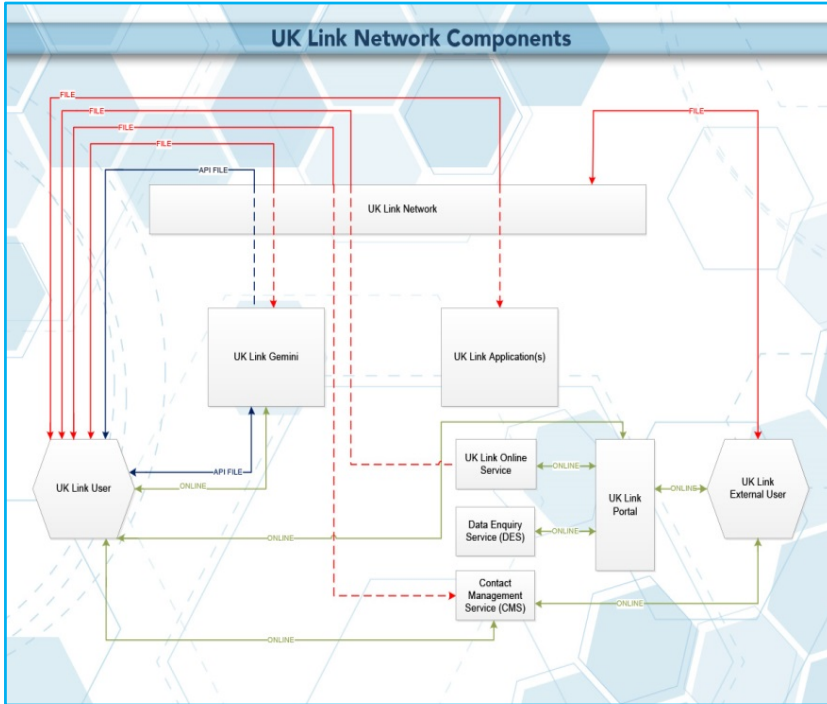 UK Link Network Components
FILE
FILE
FILE
FILE
FILE
API FILE
UK Link Network
UK Link Gemini
UK Link Application(s)
UK Link User
API FILE
ONLINE
UK Link Online
Service
ONLINE
UK Link
Portal
ONLINE
UK Link
External User
Data Enquiry
Service (DES)
ONLINE
ONLINE
Contact
Management
Service (CMS)
ONLINE
ONLINE